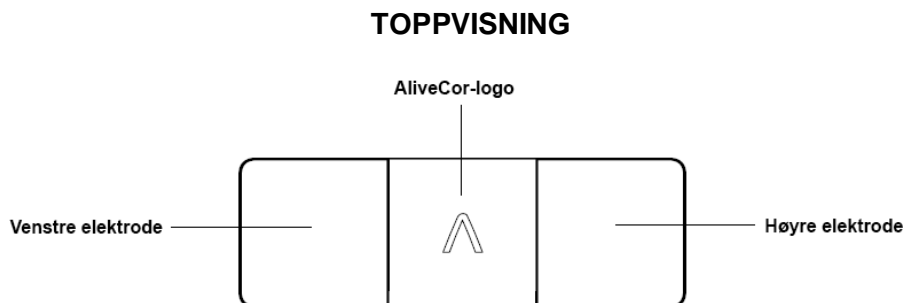 TOPPVISNING
AliveCor-logo
Venstre elektrode
Høyre elektrode